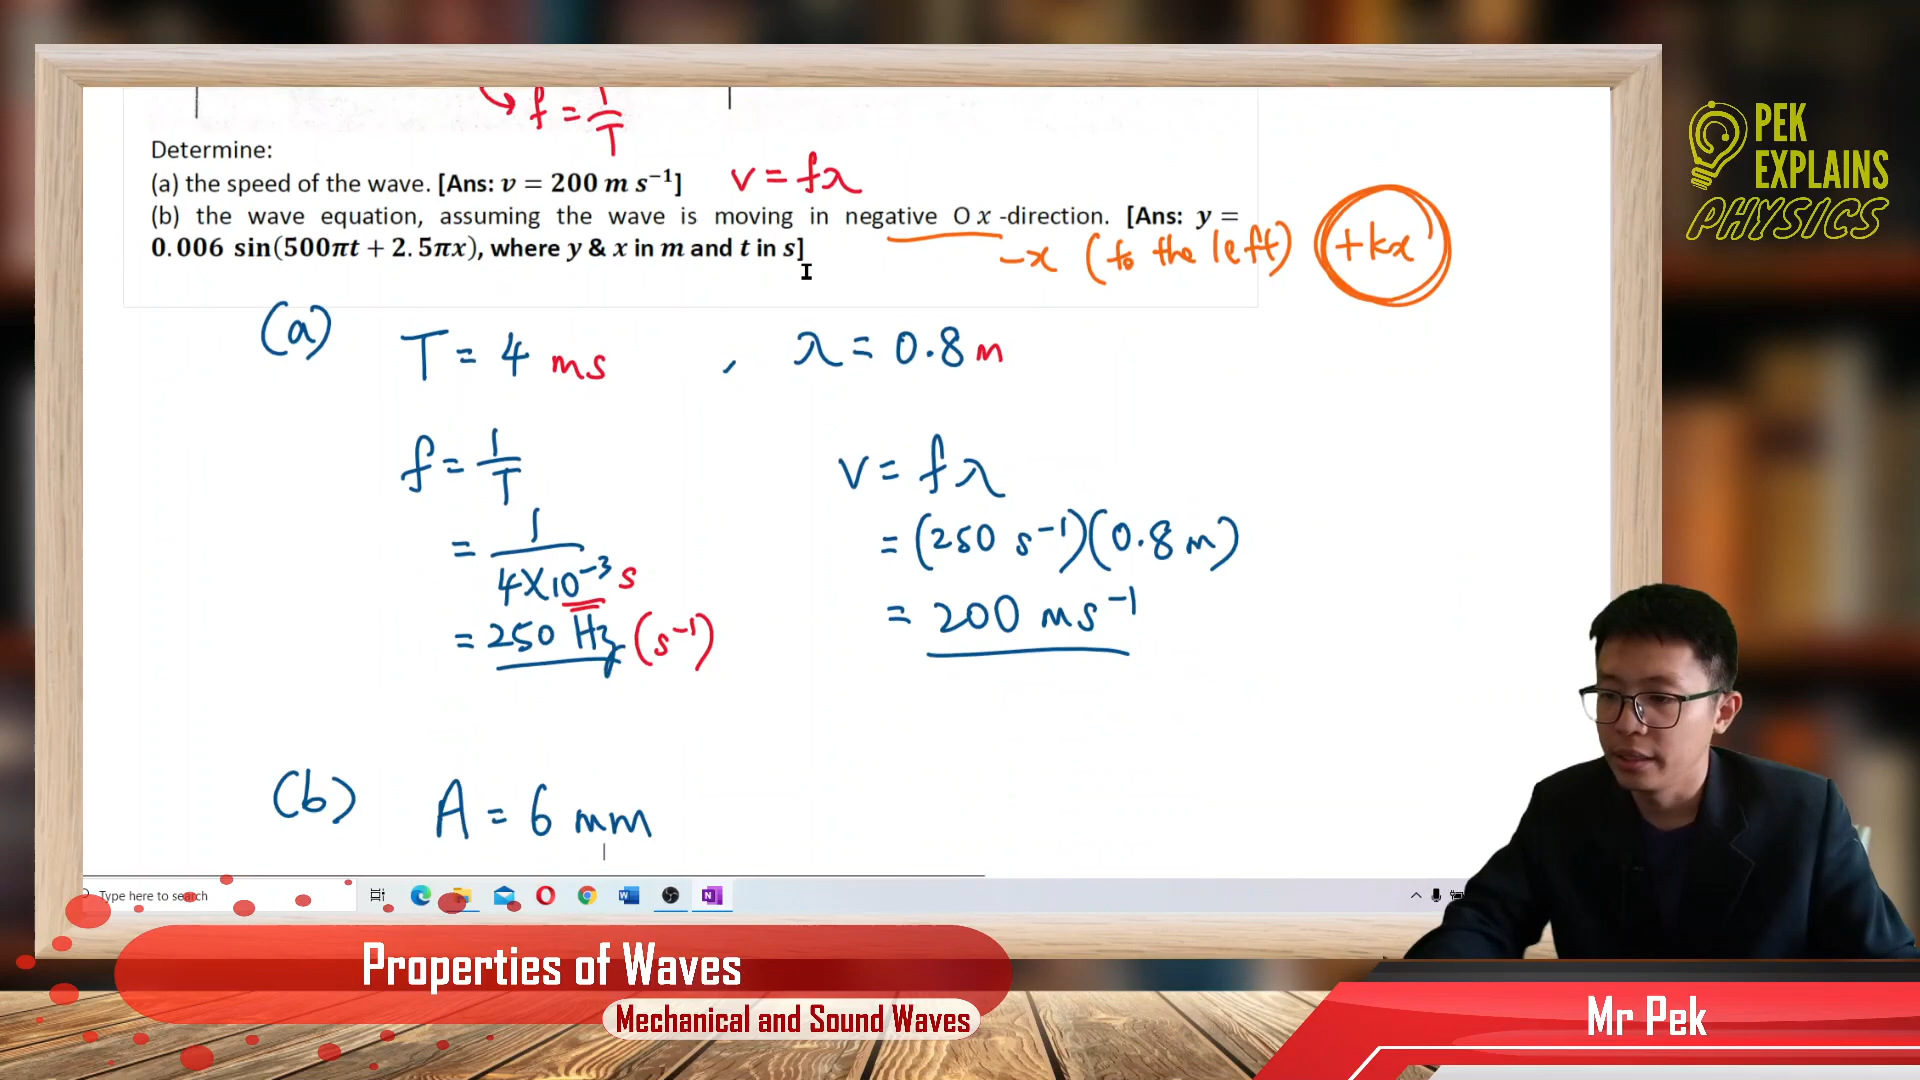 f = 1/T
Determine:
(a) the speed of the wave. [Ans: v = 200 m s⁻¹]
v = fλ
(b) the wave equation, assuming the wave is moving in negative O x -direction. [Ans: y =
0.006 sin(500πt + 2.5πx), where y & x in m and t in s]
-x (to the left)
+kx
PEK
EXPLAINS
PHYSICS
(a) T = 4 ms , λ = 0.8 m
f = 1/T
= 1/(4×10⁻³ s)
= 250 Hz (s⁻¹)
v = fλ
= (250 s⁻¹)(0.8 m)
= 200 ms⁻¹
(b) A = 6 mm
Type here to search
Properties of Waves
Mechanical and Sound Waves
Mr Pek